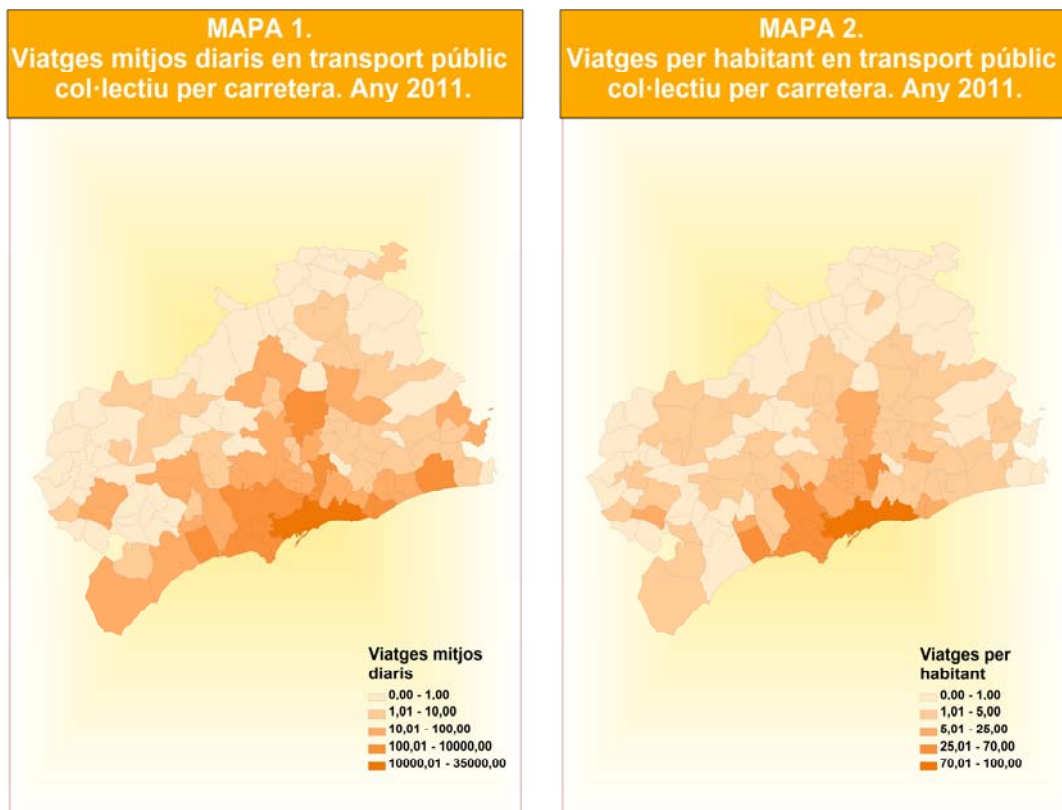 MAPA 1.
Viatges mitjos diaris en transport públic
col·lectiu per carretera. Any 2011.
Viatges mitjos
diaris
0,00 - 1,00
1,01 - 10,00
10,01 - 100,00
100,01 - 10000,00
10000,01 - 35000,00
MAPA 2.
Viatges per habitant en transport públic
col·lectiu per carretera. Any 2011.
Viatges per
habitant
0,00 - 1,00
1,01 - 5,00
5,01 - 25,00
25,01 - 70,00
70,01 - 100,00